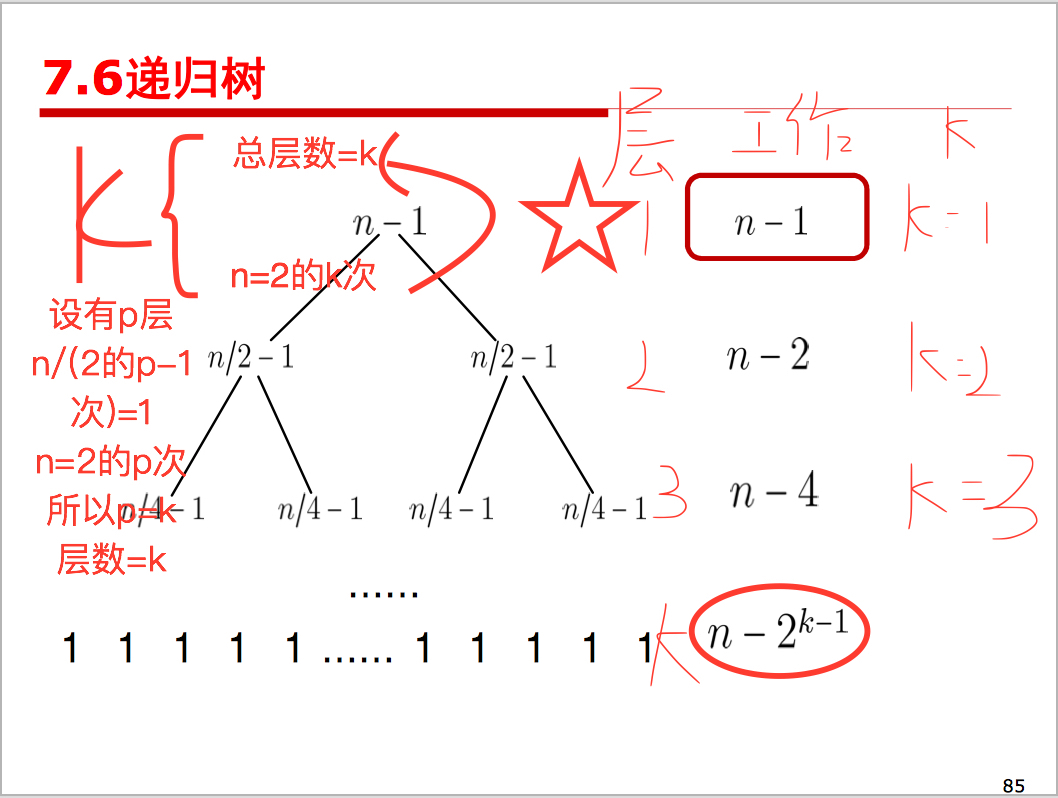 7.6递归树
层 工作 k
总层数=k
k
1 n − 1 k=1
n − 1
n=2的k次
设有p层
n/(2的p−1
次)=1
n=2的p次
所以p=k
层数=k
n/2 − 1 n/2 − 1
2 n − 2 k=2
n/4 − 1 n/4 − 1 n/4 − 1 n/4 − 1
3 n − 4 k=3
......
1 1 1 1 1 ...... 1 1 1 1 1
k n − 2^{k−1}
85